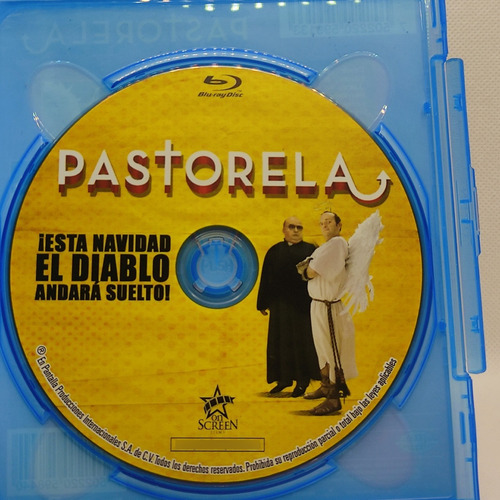 PASTORELA
Blu-ray Disc
PASTORELA
¡ESTA NAVIDAD
EL DIABLO
ANDARÁ SUELTO!
on
SCREEN
® En Pantalla Producciones Internacionales S.A. de C.V. Todos los derechos reservados. Prohibida su reproducción parcial o total bajo las leyes aplicables